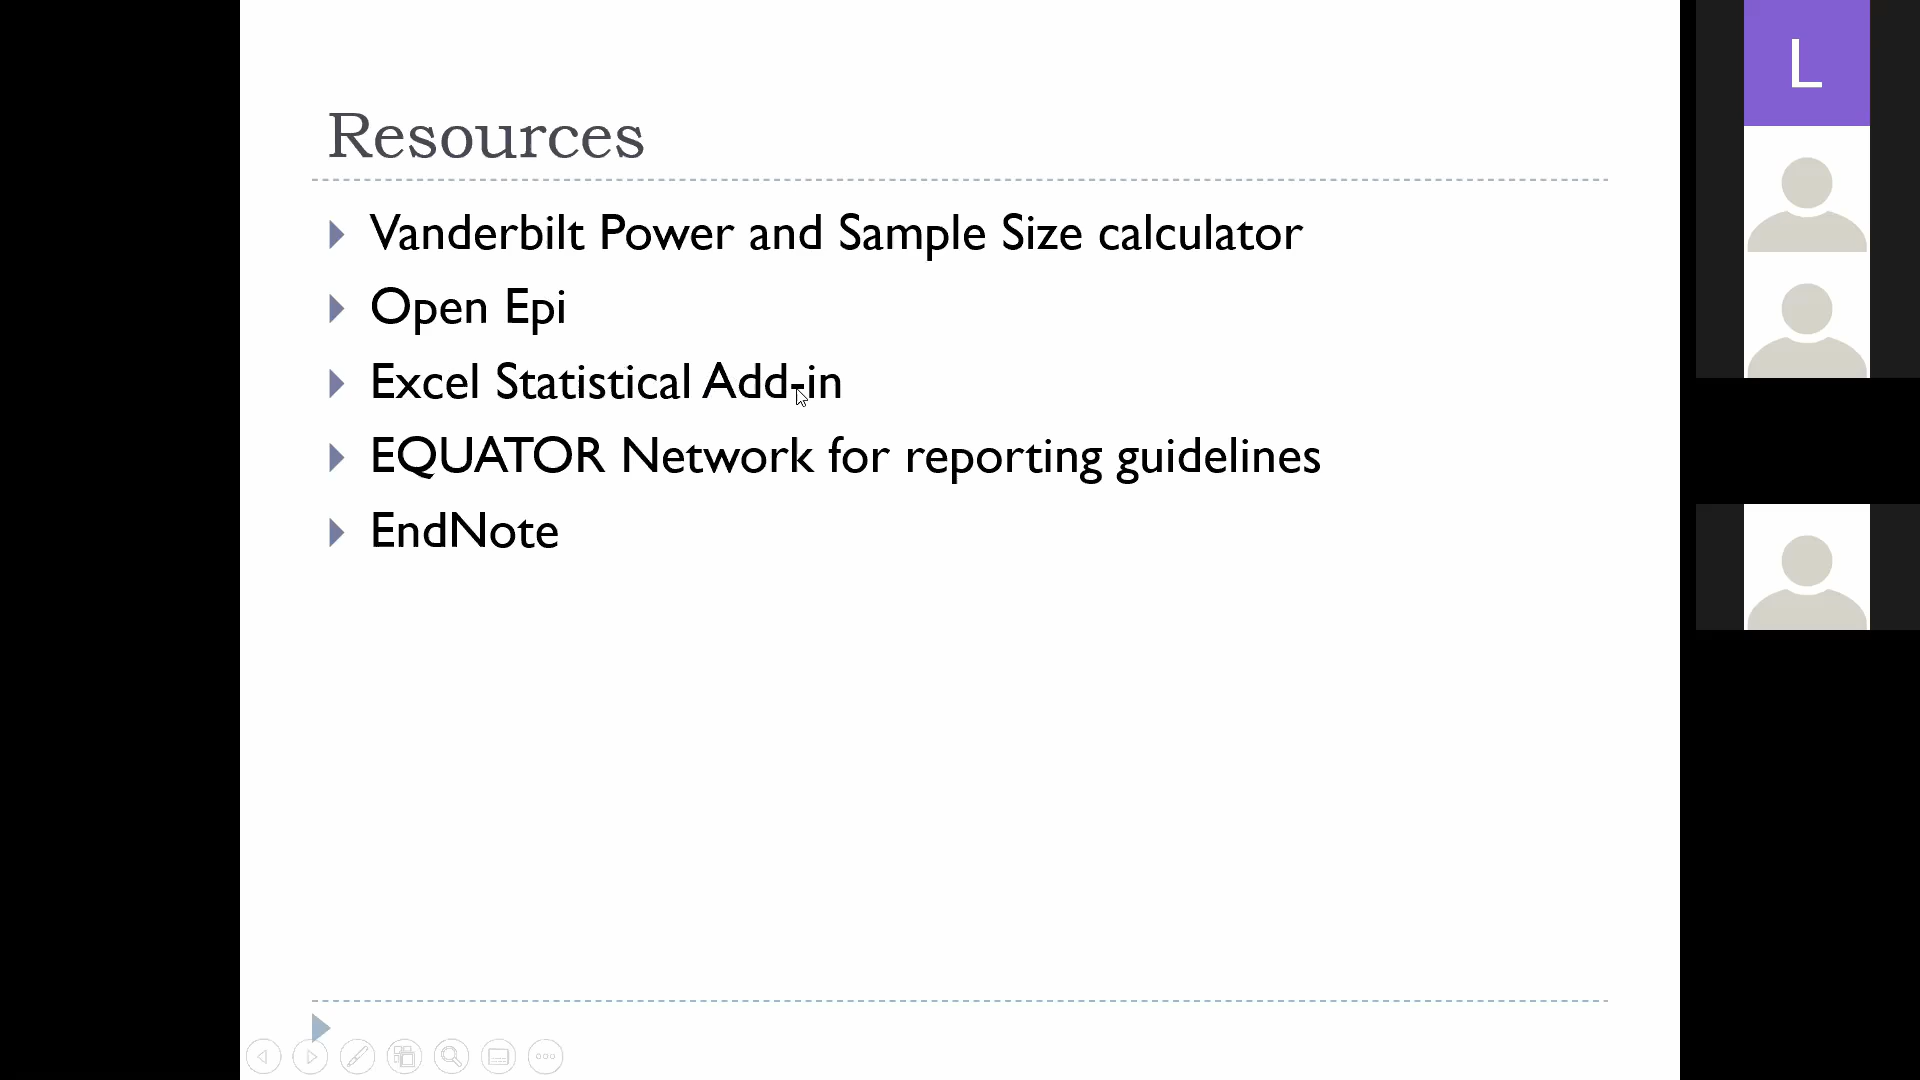 Resources
Vanderbilt Power and Sample Size calculator
Open Epi
Excel Statistical Add-in
EQUATOR Network for reporting guidelines
EndNote
L